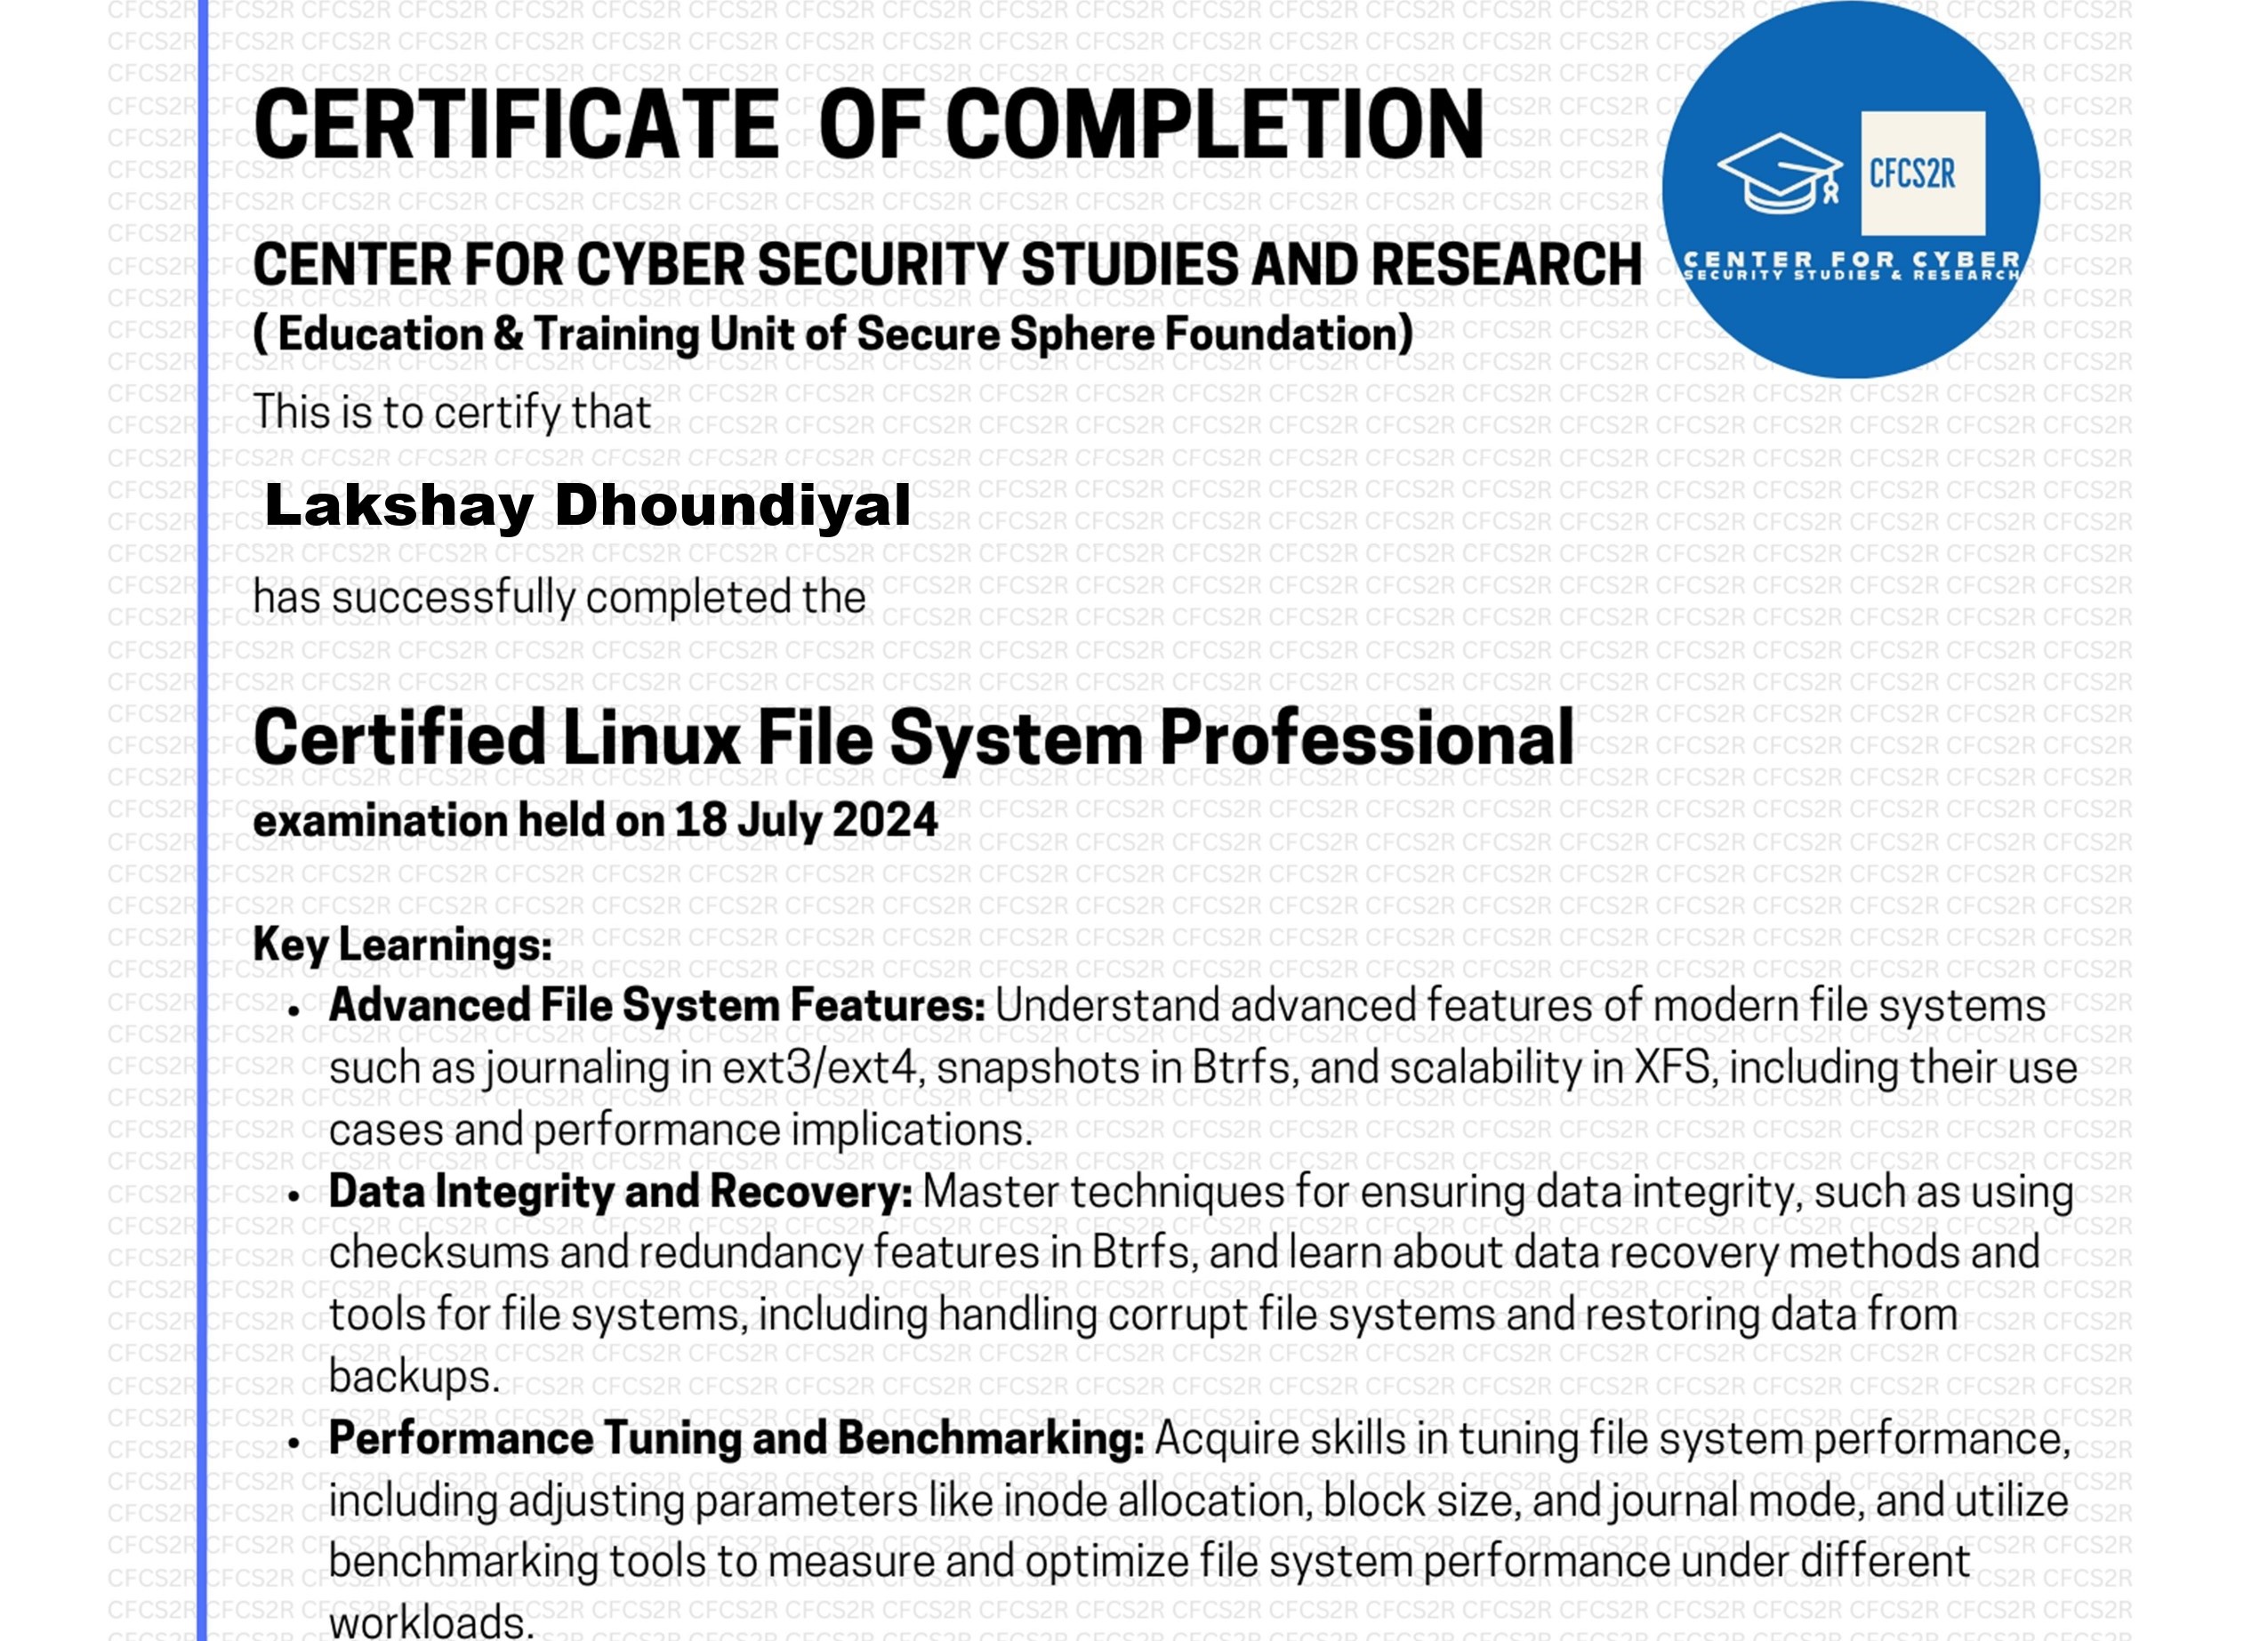 CERTIFICATE OF COMPLETION
CFCS2R
CENTER FOR CYBER
SECURITY STUDIES & RESEARCH
CENTER FOR CYBER SECURITY STUDIES AND RESEARCH
( Education & Training Unit of Secure Sphere Foundation)
This is to certify that
Lakshay Dhoundiyal
has successfully completed the
Certified Linux File System Professional
examination held on 18 July 2024
Key Learnings:
• Advanced File System Features: Understand advanced features of modern file systems
such as journaling in ext3/ext4, snapshots in Btrfs, and scalability in XFS, including their use
cases and performance implications.
• Data Integrity and Recovery: Master techniques for ensuring data integrity, such as using
checksums and redundancy features in Btrfs, and learn about data recovery methods and
tools for file systems, including handling corrupt file systems and restoring data from
backups.
• Performance Tuning and Benchmarking: Acquire skills in tuning file system performance,
including adjusting parameters like inode allocation, block size, and journal mode, and utilize
benchmarking tools to measure and optimize file system performance under different
workloads.